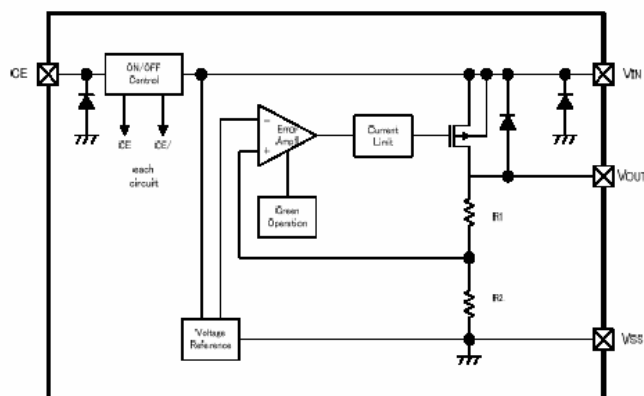 CE
ON/OFF
Control
CE
CE/
each
circuit
-
+
Error
Amp.
Current
Limit
Green
Operation
Voltage
Reference
R1
R2
VIN
VOUT
VSS